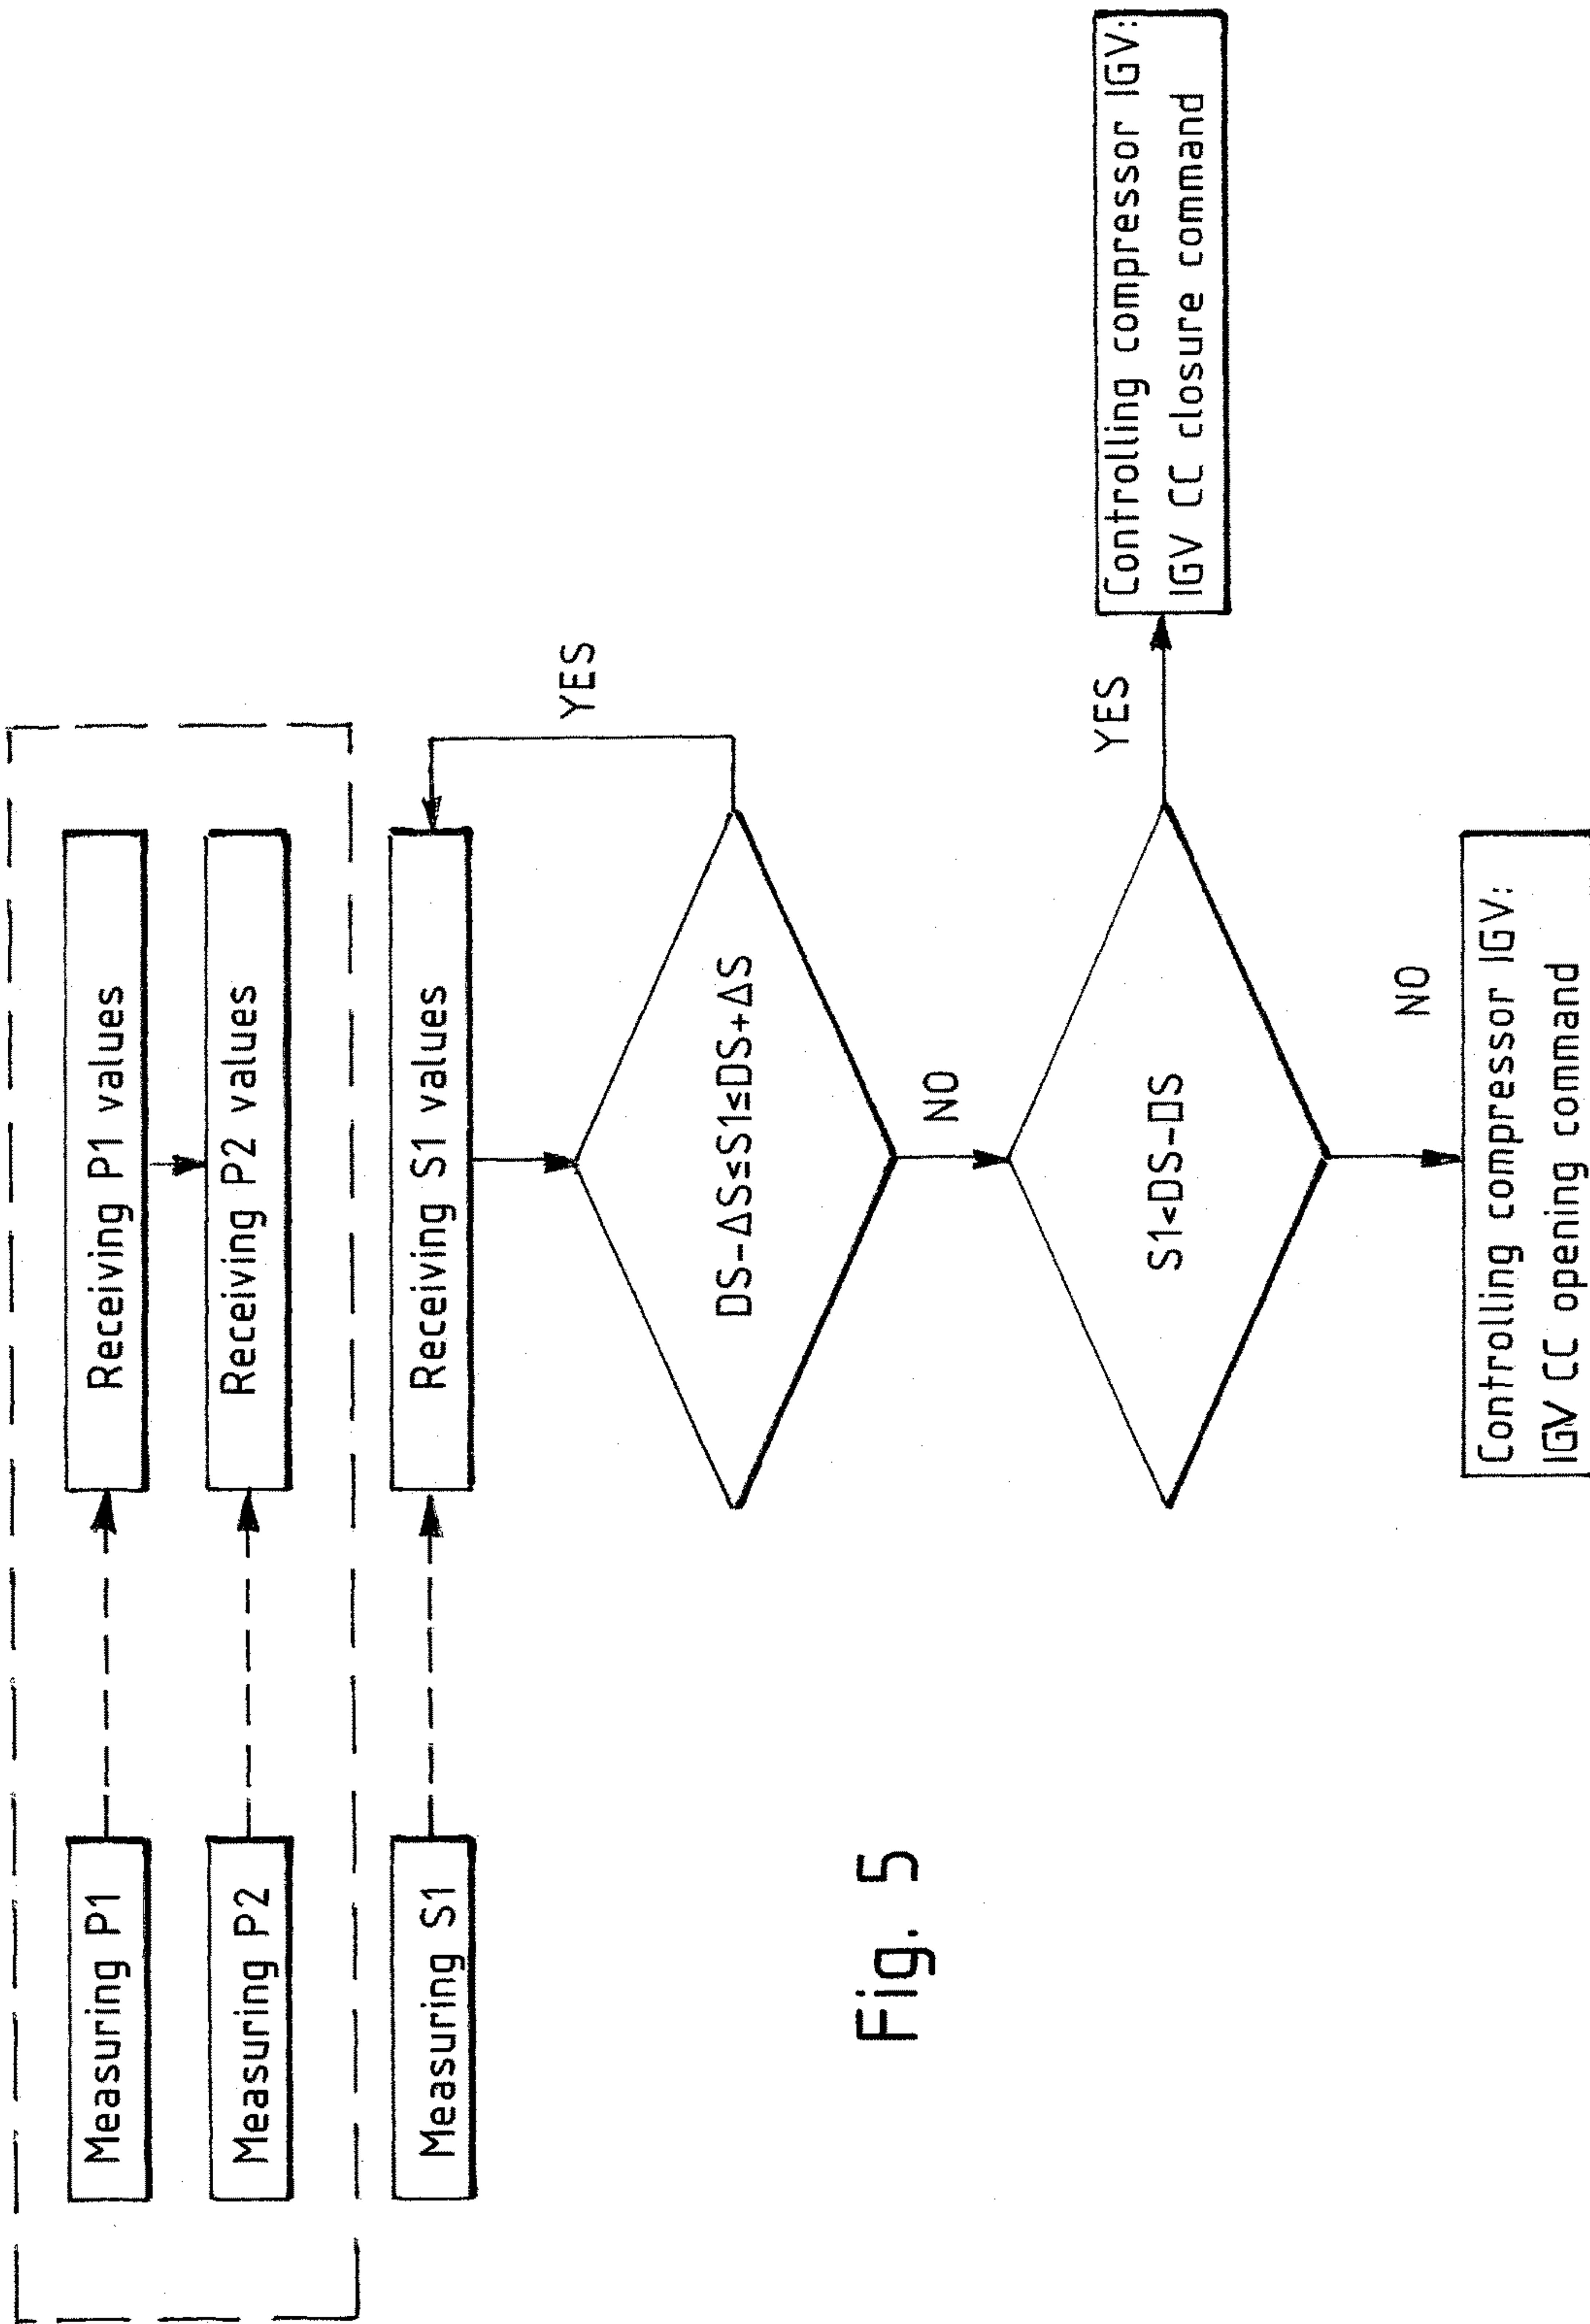 Measuring P1
Receiving P1 values
Measuring P2
Receiving P2 values
Measuring S1
Receiving S1 values
YES
DS-ΔS≤S1≤DS+ΔS
NO
S1<DS-DS
YES
Controlling compressor IGV:
IGV CC closure command
NO
Controlling compressor IGV:
IGV CC opening command
Fig. 5